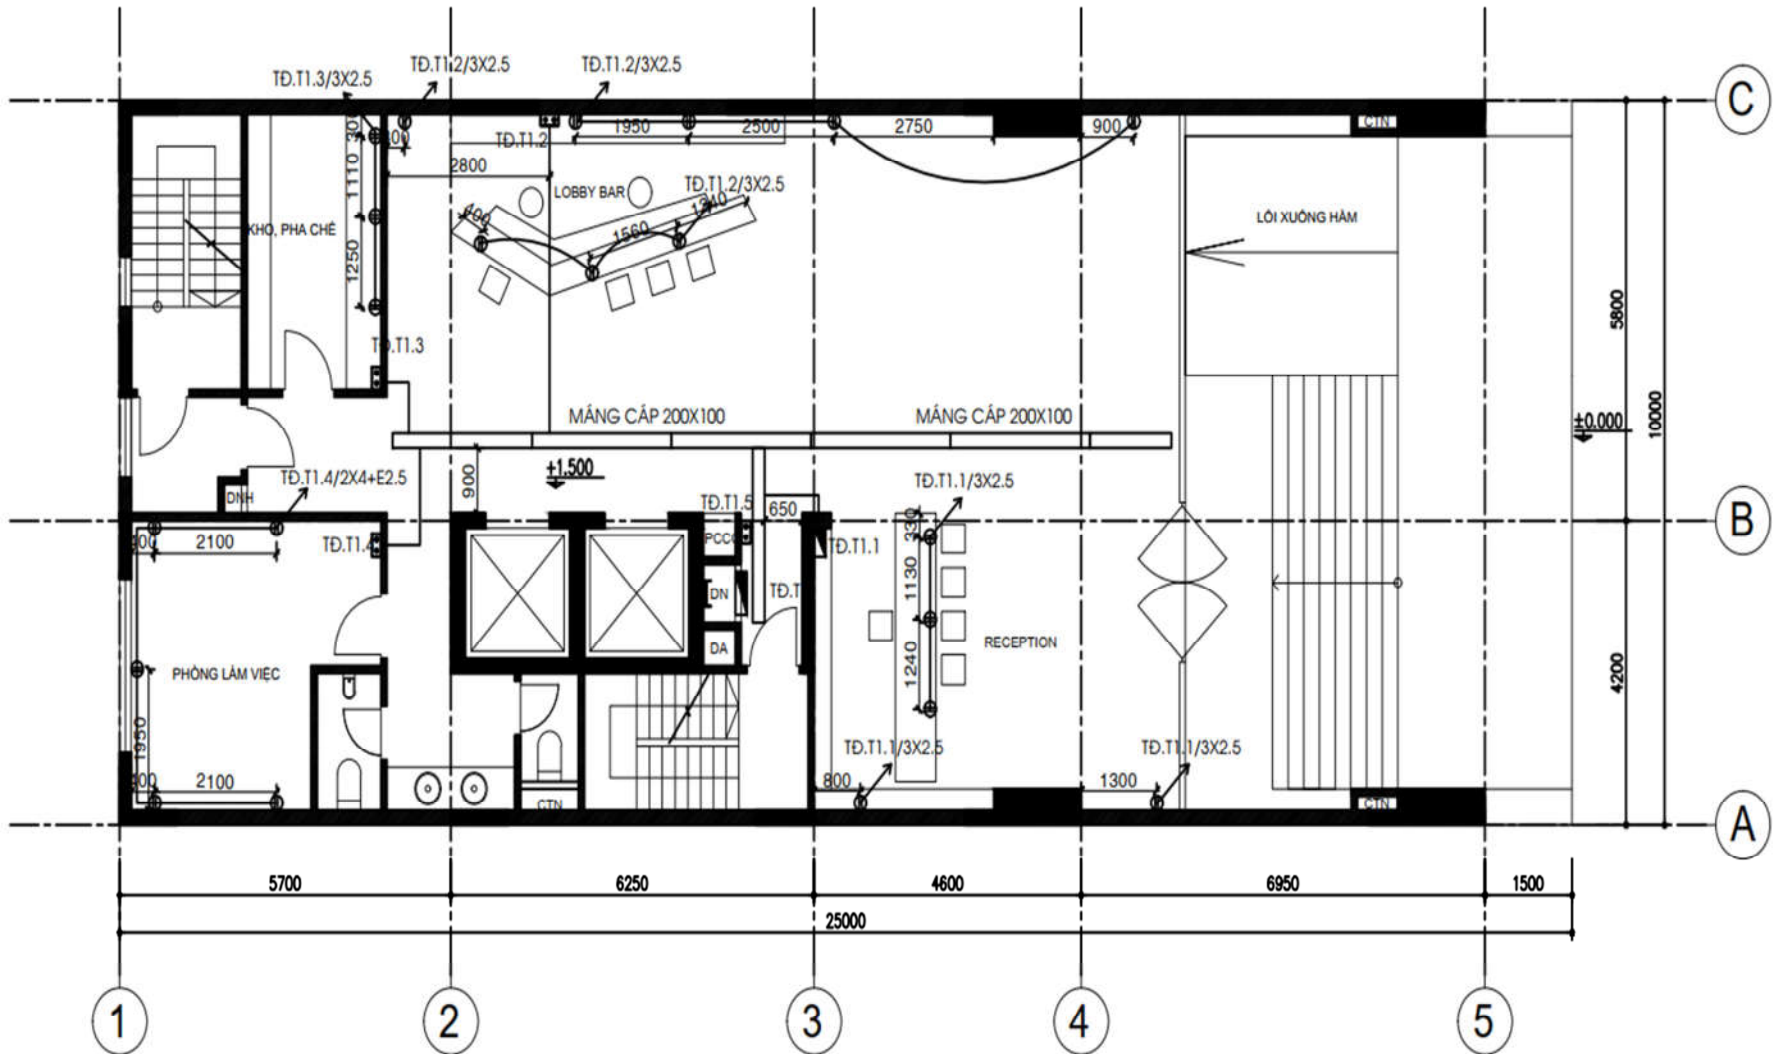 TĐ.T1.3/3X2.5
TĐ.T1.2/3X2.5
TĐ.T1.2/3X2.5
C
CTN
300
1950
2500
2750
900
TĐ.T1.2
2800
1110
LOBBY BAR
TĐ.T1.2/3X2.5
400
1240
1560
KHO, PHA CHẾ
1250
LỐI XUỐNG HẦM
5800
10000
TĐ.T1.3
MÁNG CÁP 200X100
MÁNG CÁP 200X100
±0.000
TĐ.T1.4/2X4+E2.5
DNH
900
+1.500
TĐ.T1.1/3X2.5
TĐ.T1.5
650
330
B
2100
TĐ.T1.4
PCCC
TĐ.T1.1
1130
DN
TĐ.T
DA
RECEPTION
1240
PHÒNG LÀM VIỆC
4200
1950
2100
TĐ.T1.1/3X2.5
TĐ.T1.1/3X2.5
800
1300
CTN
CTN
A
5700
6250
4600
6950
1500
25000
1
2
3
4
5